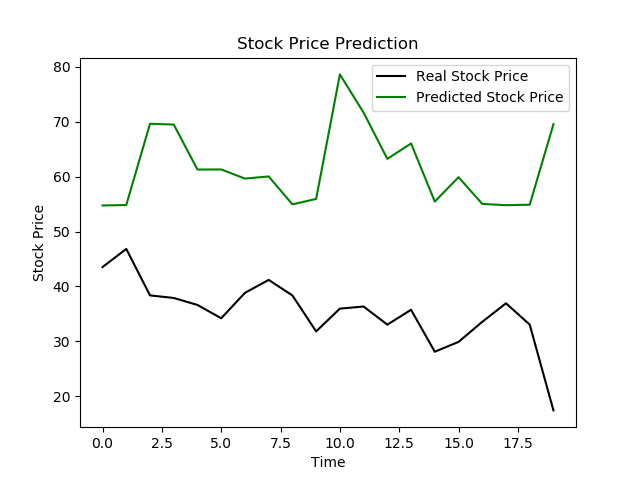 Stock Price Prediction
Real Stock Price
Predicted Stock Price
80
70
60
50
40
30
20
Stock Price
0.0 2.5 5.0 7.5 10.0 12.5 15.0 17.5
Time